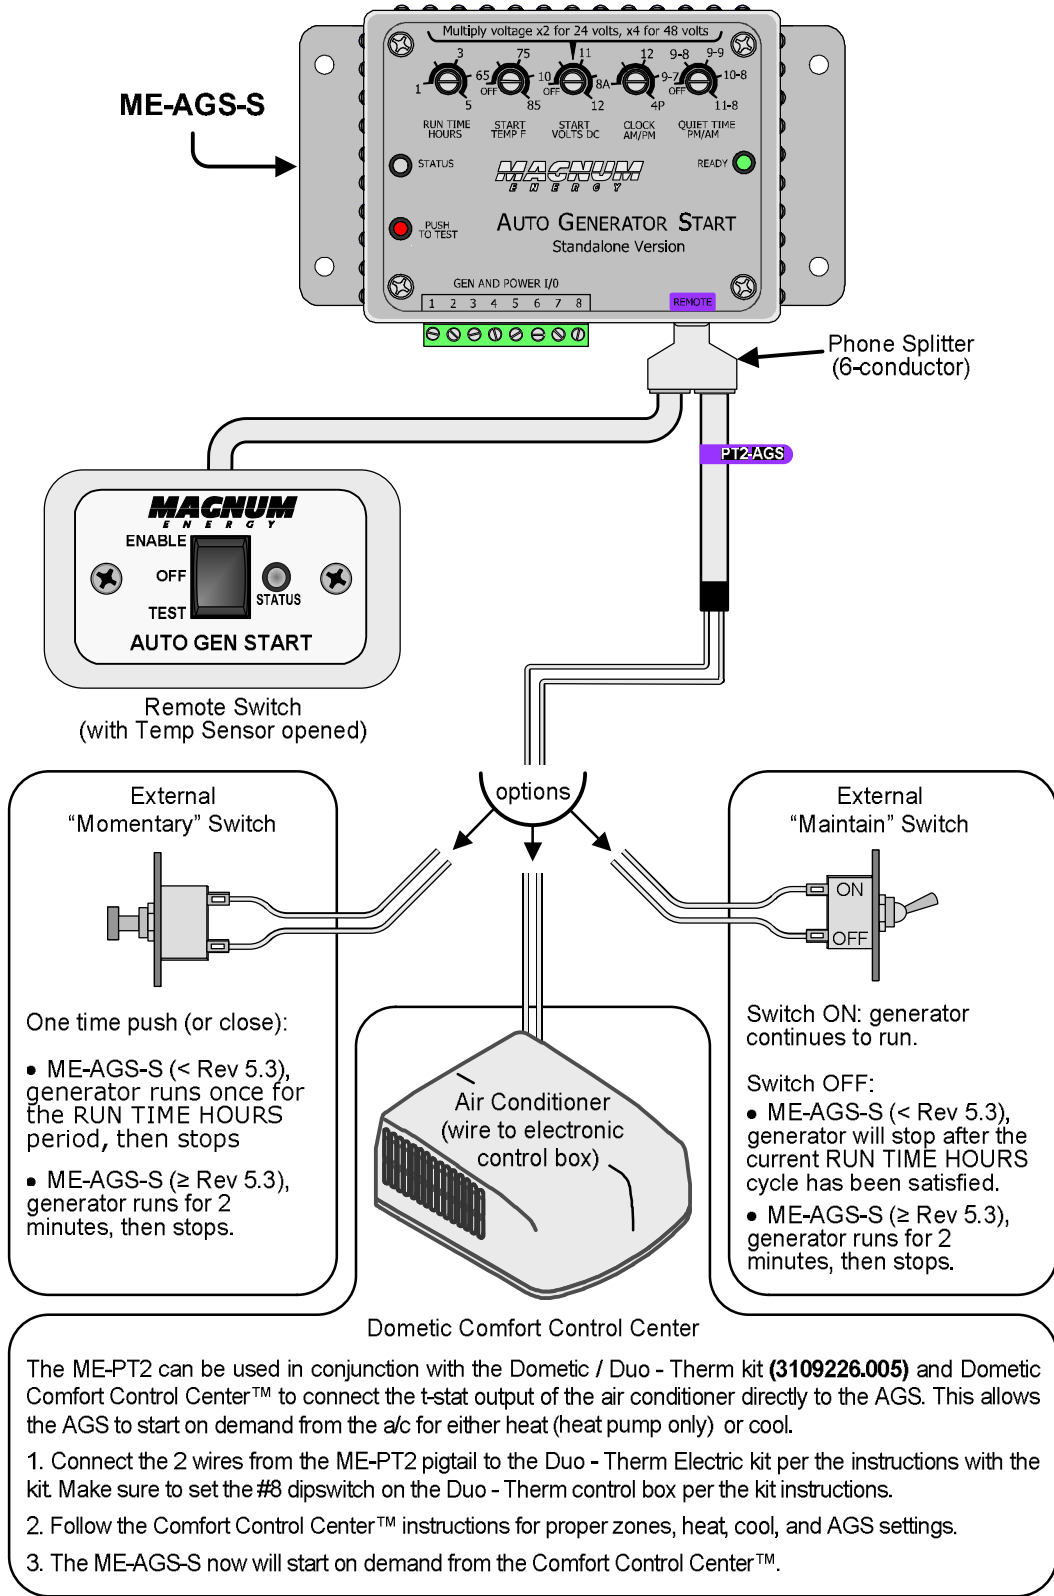 Multiply voltage x2 for 24 volts, x4 for 48 volts
3
75
11
12
9-8
9-9
1
65
10
8A
9-7
10-8
OFF
OFF
OFF
5
85
12
4P
11-8
RUN TIME HOURS
START TEMP F
START VOLTS DC
CLOCK AM/PM
QUIET TIME PM/AM
ME-AGS-S
STATUS
MAGNUM
ENERGY
READY
PUSH TO TEST
AUTO GENERATOR START
Standalone Version
GEN AND POWER I/0
1 2 3 4 5 6 7 8
REMOTE
Phone Splitter
(6-conductor)
PT2-AGS
MAGNUM
ENERGY
ENABLE
OFF
TEST
STATUS
AUTO GEN START
Remote Switch
(with Temp Sensor opened)
options
External
“Momentary” Switch
One time push (or close):
• ME-AGS-S (< Rev 5.3),
generator runs once for
the RUN TIME HOURS
period, then stops
• ME-AGS-S (≥ Rev 5.3),
generator runs for 2
minutes, then stops.
External
“Maintain” Switch
ON
OFF
Switch ON: generator
continues to run.
Switch OFF:
• ME-AGS-S (< Rev 5.3),
generator will stop after the
current RUN TIME HOURS
cycle has been satisfied.
• ME-AGS-S (≥ Rev 5.3),
generator runs for 2
minutes, then stops.
Air Conditioner
(wire to electronic
control box)
Dometic Comfort Control Center
The ME-PT2 can be used in conjunction with the Dometic / Duo - Therm kit (3109226.005) and Dometic
Comfort Control Center™ to connect the t-stat output of the air conditioner directly to the AGS. This allows
the AGS to start on demand from the a/c for either heat (heat pump only) or cool.
1. Connect the 2 wires from the ME-PT2 pigtail to the Duo - Therm Electric kit per the instructions with the
kit. Make sure to set the #8 dipswitch on the Duo - Therm control box per the kit instructions.
2. Follow the Comfort Control Center™ instructions for proper zones, heat, cool, and AGS settings.
3. The ME-AGS-S now will start on demand from the Comfort Control Center™.